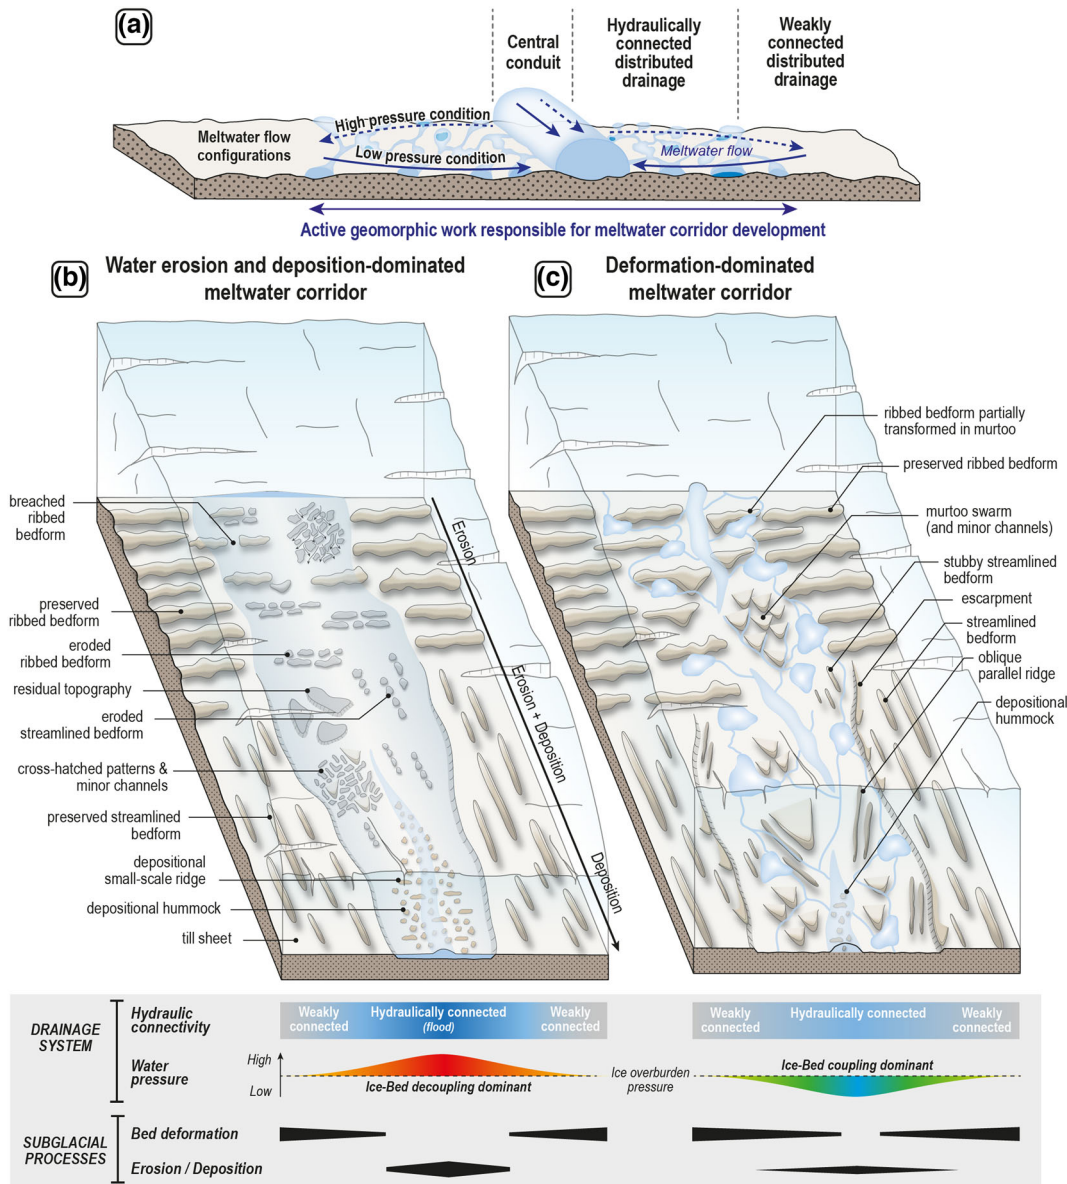 (a)
Central
conduit
Hydraulically
connected
distributed
drainage
Weakly
connected
distributed
drainage
Meltwater flow
configurations
High pressure condition
Low pressure condition
Meltwater flow
Active geomorphic work responsible for meltwater corridor development
(b)
Water erosion and deposition-dominated
meltwater corridor
breached
ribbed
bedform
preserved
ribbed bedform
eroded
ribbed bedform
residual topography
eroded
streamlined bedform
cross-hatched patterns &
minor channels
preserved streamlined
bedform
depositional
small-scale ridge
depositional hummock
till sheet
Erosion
Erosion + Deposition
Deposition
(c)
Deformation-dominated
meltwater corridor
ribbed bedform partially
transformed in murtoo
preserved ribbed bedform
murtoo swarm
(and minor channels)
stubby streamlined
bedform
escarpment
streamlined
bedform
oblique
parallel ridge
depositional
hummock
DRAINAGE
SYSTEM
Hydraulic
connectivity
Weakly
connected
Hydraulically connected
(flood)
Weakly
connected
Weakly
connected
Hydraulically connected
Weakly
connected
Water
pressure
High
Low
Ice-Bed decoupling dominant
Ice overburden
pressure
Ice-Bed coupling dominant
SUBGLACIAL
PROCESSES
Bed deformation
Erosion / Deposition